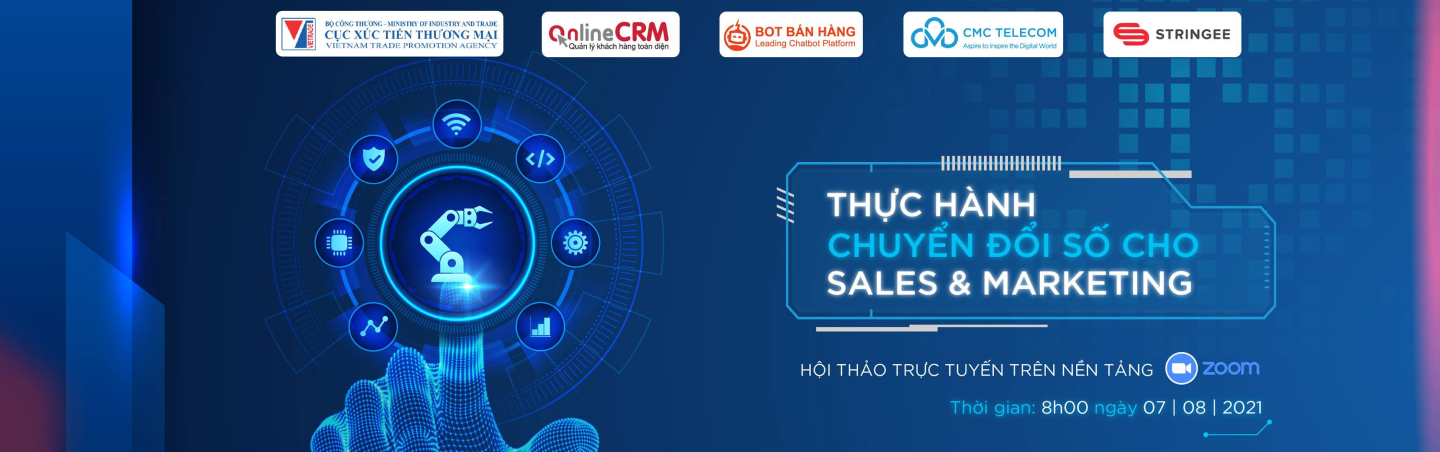 BỘ CÔNG THƯƠNG - MINISTRY OF INDUSTRY AND TRADE
CỤC XÚC TIẾN THƯƠNG MẠI
VIETNAM TRADE PROMOTION AGENCY
VIETRADE
OnlineCRM
Quản lý khách hàng toàn diện
BOT BÁN HÀNG
Leading Chatbot Platform
CMC TELECOM
Aspire to Inspire the Digital World
STRINGEE
THỰC HÀNH
CHUYỂN ĐỔI SỐ CHO
SALES & MARKETING
HỘI THẢO TRỰC TUYẾN TRÊN NỀN TẢNG zoom
Thời gian: 8h00 ngày 07 | 08 | 2021